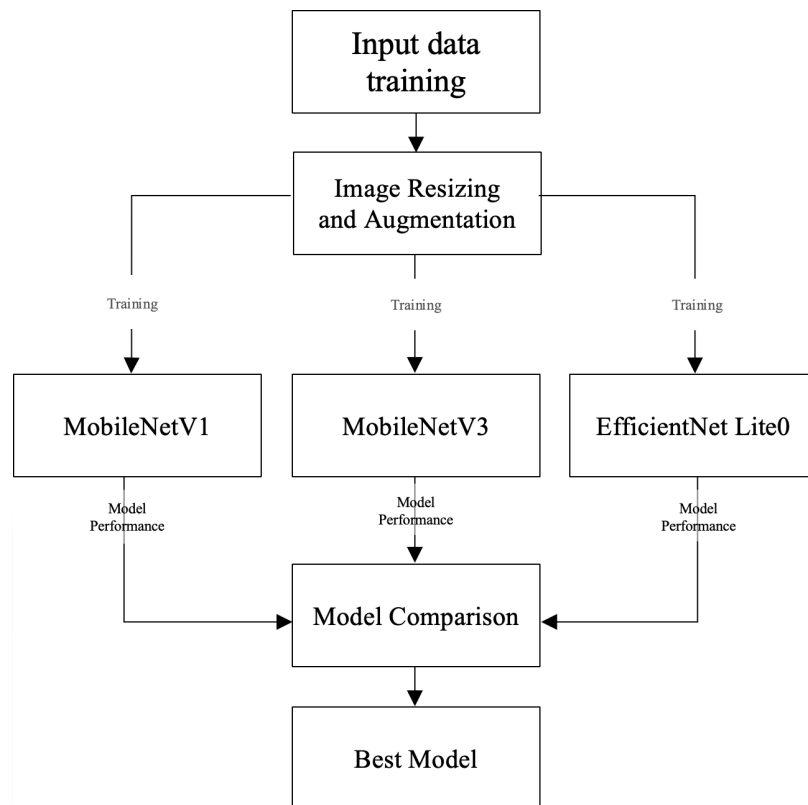 Input data
training
Image Resizing
and Augmentation
Training
Training
Training
MobileNetV1
MobileNetV3
EfficientNet Lite0
Model
Performance
Model
Performance
Model
Performance
Model Comparison
Best Model